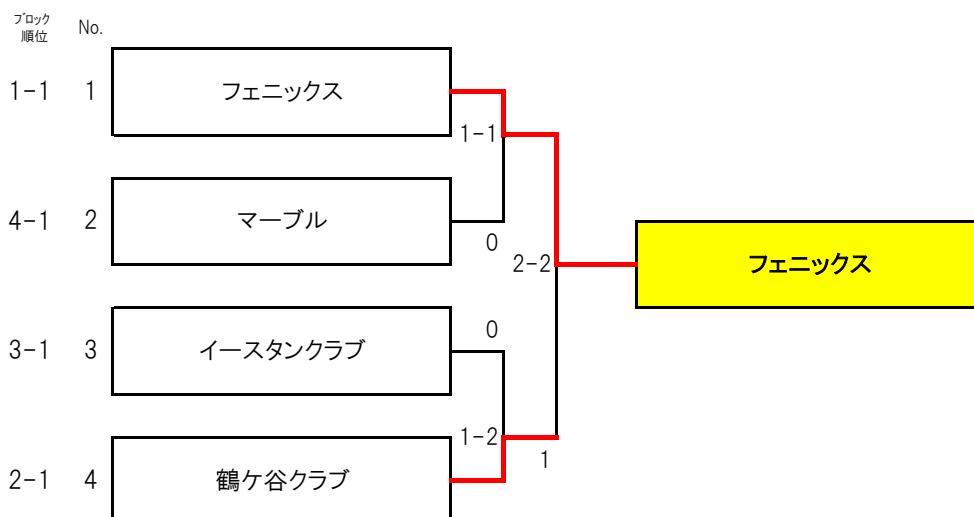 ブロック
順位 No.
1-1 1 フェニックス
1-1
4-1 2 マーブル
0
2-2 フェニックス
0
3-1 3 イースタンクラブ
1-2
1
2-1 4 鶴ケ谷クラブ